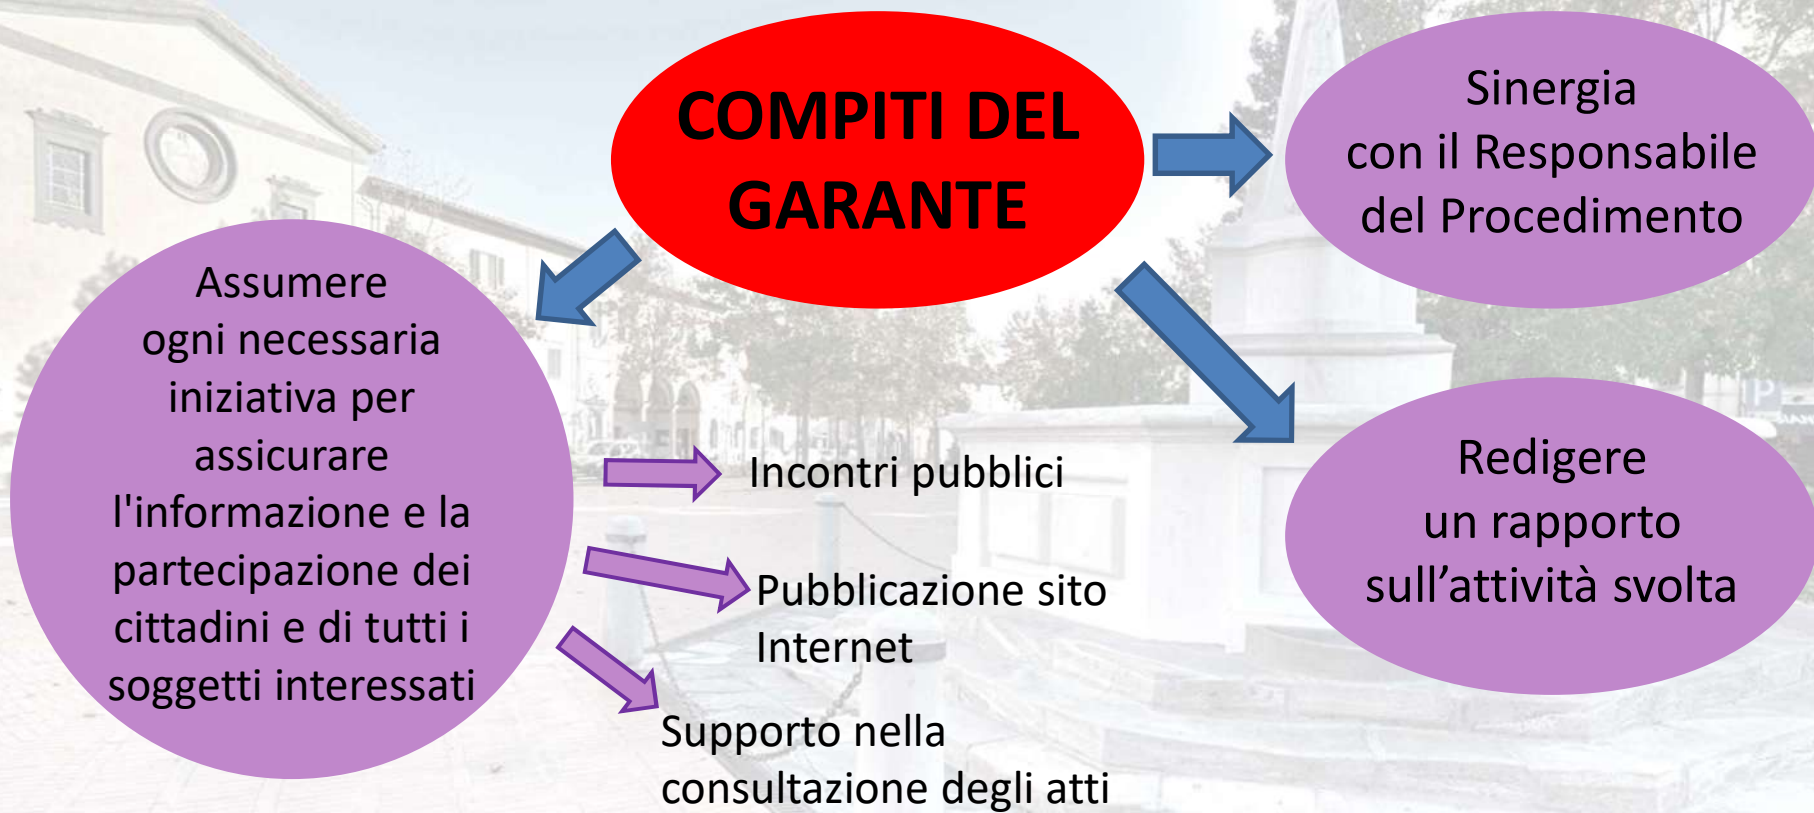 COMPITI DEL
GARANTE
Sinergia
con il Responsabile
del Procedimento
Assumere
ogni necessaria
iniziativa per
assicurare
l'informazione e la
partecipazione dei
cittadini e di tutti i
soggetti interessati
Incontri pubblici
Pubblicazione sito
Internet
Supporto nella
consultazione degli atti
Redigere
un rapporto
sull’attività svolta